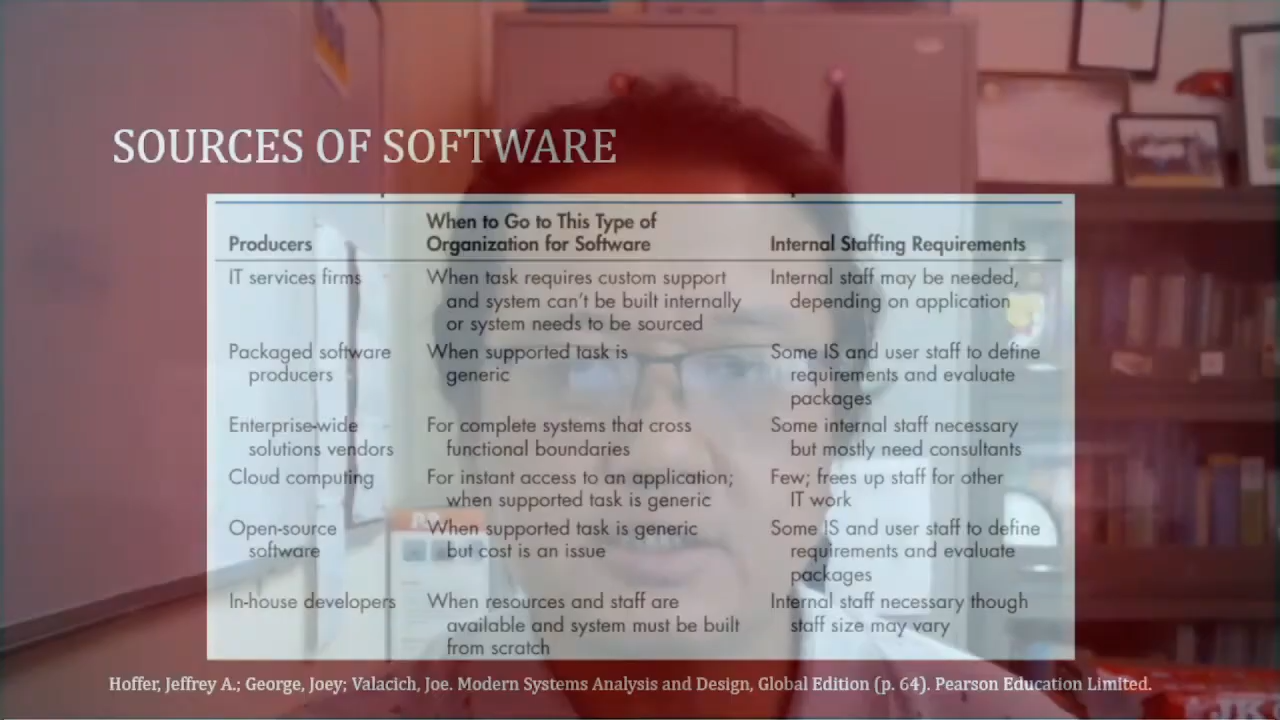 SOURCES OF SOFTWARE
When to Go to This Type of
Producers Organization for Software Internal Staffing Requirements
IT services firms When task requires custom support Internal staff may be needed,
and system can't be built internally depending on application
or system needs to be sourced
Packaged software When supported task is Some IS and user staff to define
producers generic requirements and evaluate
packages
Enterprise-wide For complete systems that cross Some internal staff necessary
solutions vendors functional boundaries but mostly need consultants
Cloud computing For instant access to an application; Few; frees up staff for other
when supported task is generic IT work
Open-source When supported task is generic Some IS and user staff to define
software but cost is an issue requirements and evaluate
packages
In-house developers When resources and staff are Internal staff necessary though
available and system must be built staff size may vary
from scratch
Hoffer, Jeffrey A.; George, Joey; Valacich, Joe. Modern Systems Analysis and Design, Global Edition (p. 64). Pearson Education Limited.